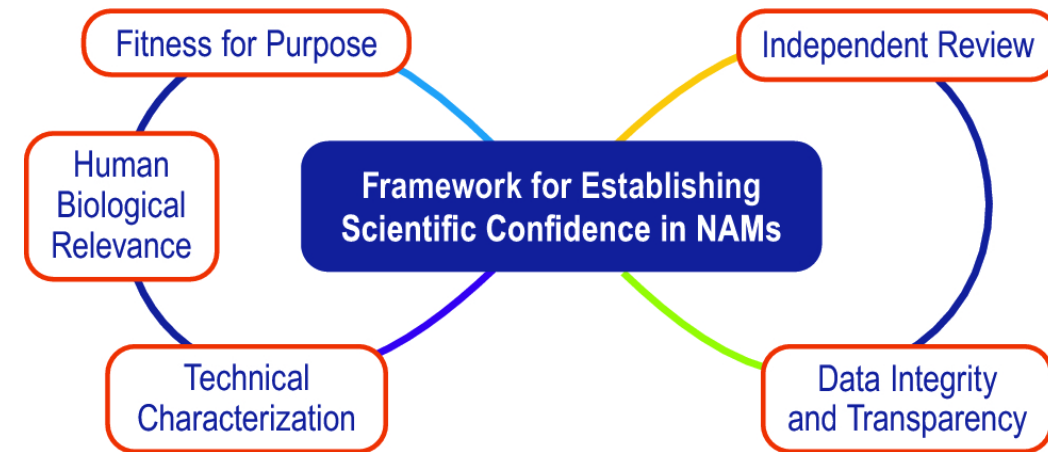 Fitness for Purpose
Independent Review
Human
Biological
Relevance
Framework for Establishing
Scientific Confidence in NAMs
Technical
Characterization
Data Integrity
and Transparency